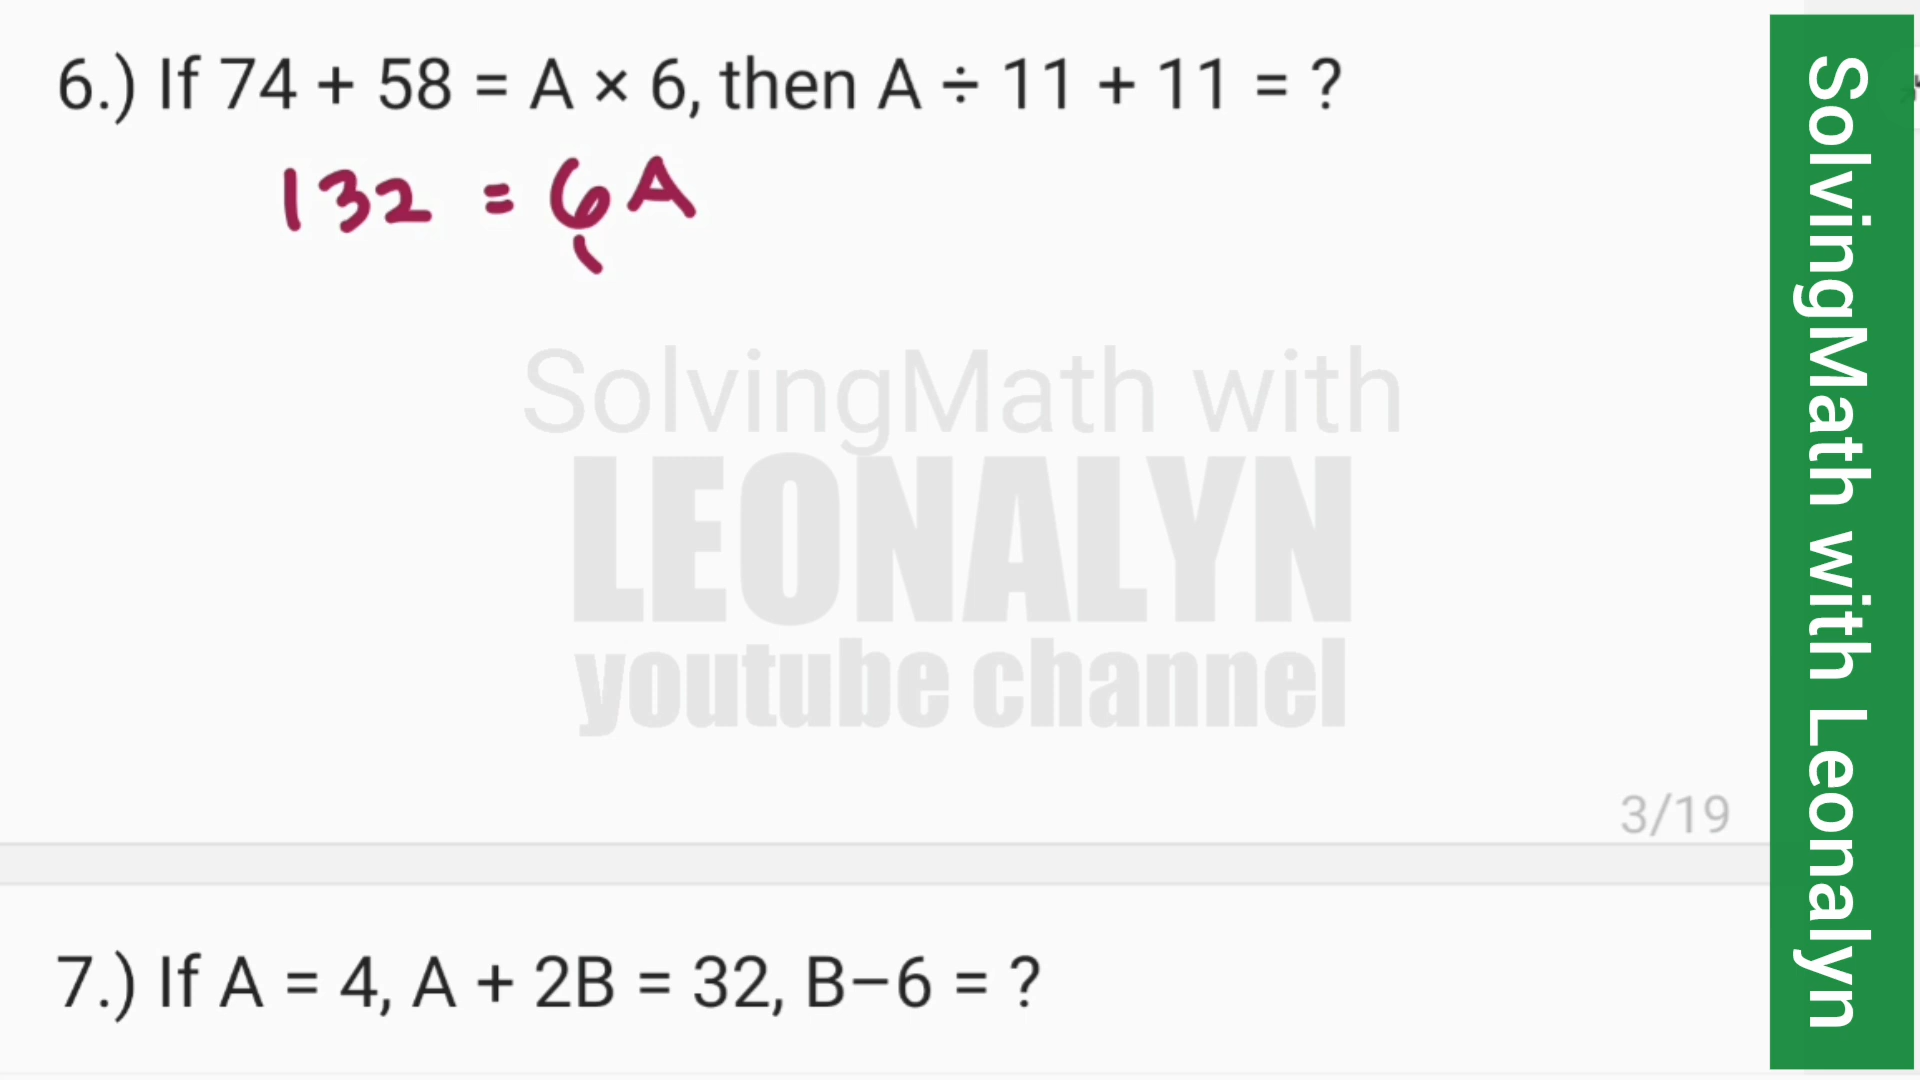 6.) If 74 + 58 = A × 6, then A ÷ 11 + 11 = ?
132 = 6A
SolvingMath with
LEONALYN
youtube channel
3/19
7.) If A = 4, A + 2B = 32, B–6 = ?
SolvingMath with Leonalyn